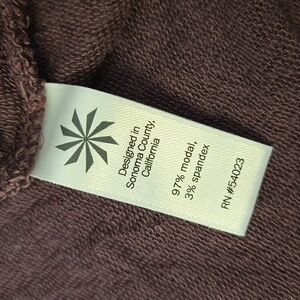 Designed in
Sonoma County,
California
97% modal,
3% spandex
RN #54023